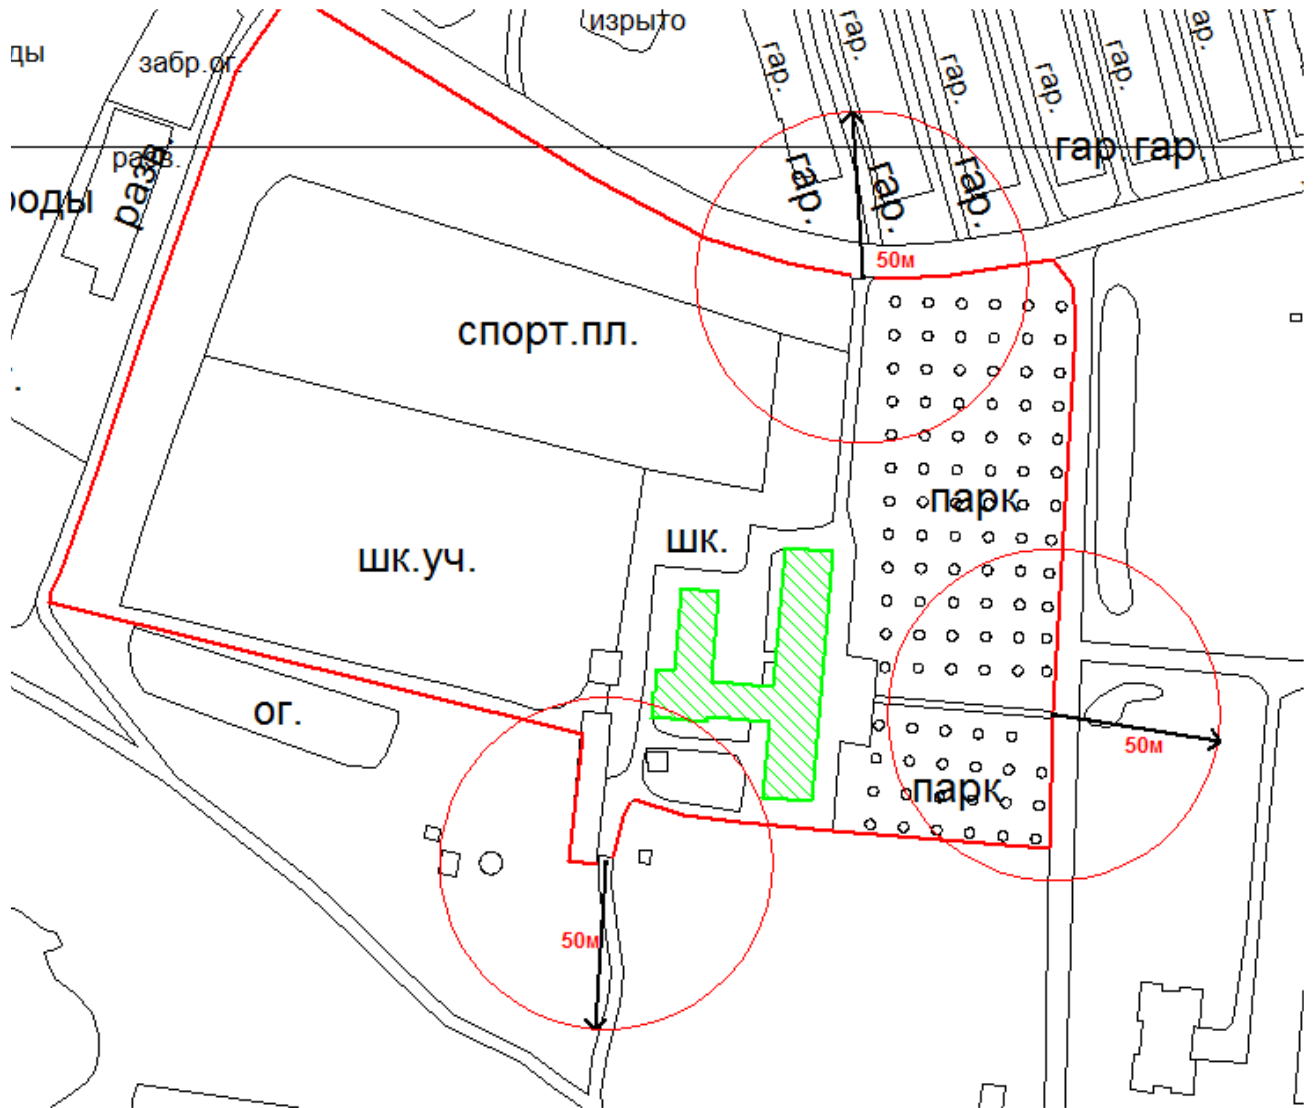 изрыто
гар.
гар.
гар.
гар.
гар.
гар.
ды
забр.ог.
разв.
разв.
оды
гар.
гар.
гар.
гар
гар.
50м
спорт.пл.
парк
шк.
шк.уч.
ог.
50м
парк
50м